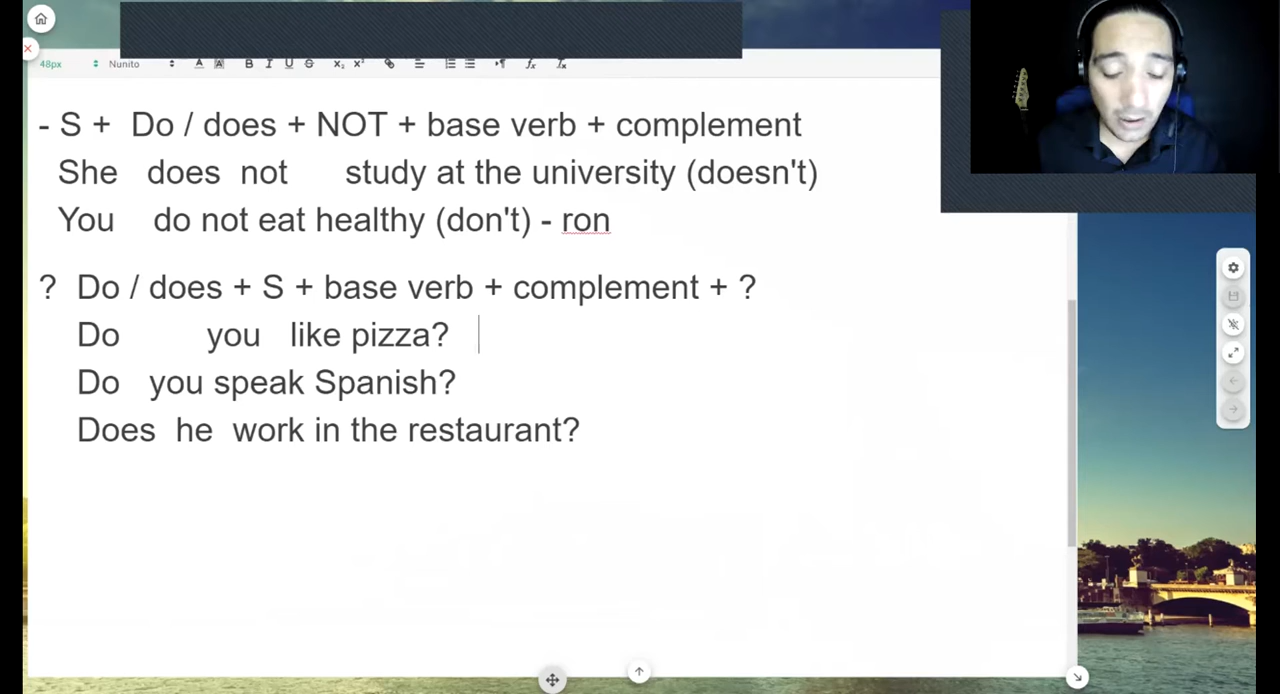 48px Nunito
- S + Do / does + NOT + base verb + complement
She does not study at the university (doesn't)
You do not eat healthy (don't) - ron
? Do / does + S + base verb + complement + ?
Do you like pizza?
Do you speak Spanish?
Does he work in the restaurant?